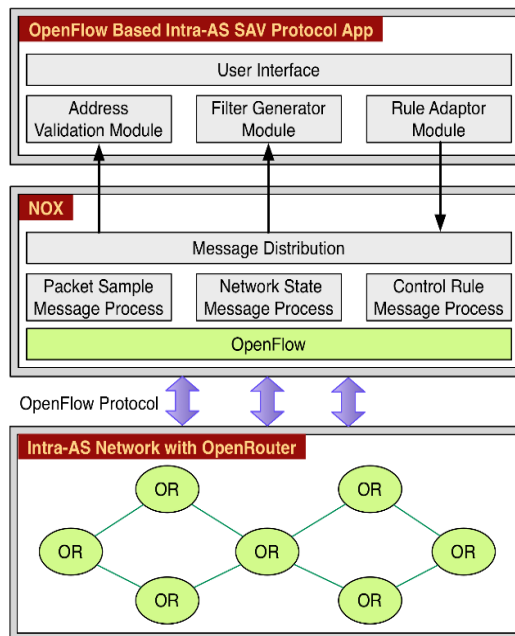 OpenFlow Based Intra-AS SAV Protocol App
User Interface
Address
Validation Module
Filter Generator
Module
Rule Adaptor
Module
NOX
Message Distribution
Packet Sample
Message Process
Network State
Message Process
Control Rule
Message Process
OpenFlow
OpenFlow Protocol
Intra-AS Network with OpenRouter
OR
OR
OR
OR
OR
OR
OR